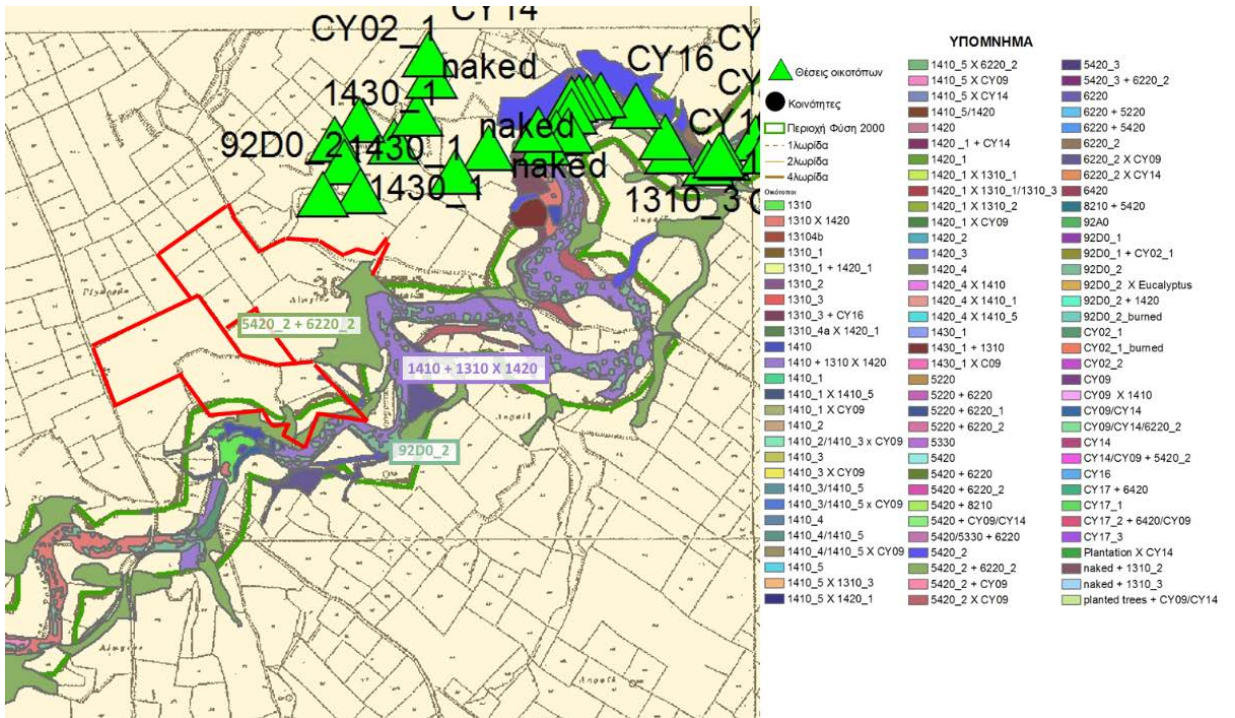 CY14
CY02_1
naked
CY16
CY
1430_1
naked
92D0_2
1430_1
naked
1430_1
1310_3
5420_2 + 6220_2
1410 + 1310 X 1420
92D0_2
ΥΠΟΜΝΗΜΑ
Θέσεις οικοτόπων
Κοινότητες
Περιοχή Φύση 2000
1λωρίδα
2λωρίδα
4λωρίδα
Οικότοποι
1310
1310 X 1420
13104b
1310_1
1310_1 + 1420_1
1310_2
1310_3
1310_3 + CY16
1310_4a X 1420_1
1410
1410 + 1310 X 1420
1410_1
1410_1 X 1410_5
1410_1 X CY09
1410_2
1410_2/1410_3 X CY09
1410_3
1410_3 X CY09
1410_3/1410_5
1410_3/1410_5 x CY09
1410_4
1410_4/1410_5
1410_4/1410_5 X CY09
1410_5
1410_5 X 1310_3
1410_5 X 1420_1
1410_5 X 6220_2
1410_5 X CY09
1410_5 X CY14
1410_5/1420
1420
1420 _1 + CY14
1420_1
1420_1 X 1310_1
1420_1 X 1310_1/1310_3
1420_1 X 1310_2
1420_1 X CY09
1420_2
1420_3
1420_4
1420_4 X 1410
1420_4 X 1410_1
1420_4 X 1410_5
1430_1
1430_1 + 1310
1430_1 X C09
5220
5220 + 6220
5220 + 6220_1
5220 + 6220_2
5330
5420
5420 + 6220
5420 + 6220_2
5420 + 8210
5420 + CY09/CY14
5420/5330 + 6220
5420_2
5420_2 + 6220_2
5420_2 + CY09
5420_2 X CY09
5420_3
5420_3 + 6220_2
6220
6220 + 5220
6220 + 5420
6220_2
6220_2 X CY09
6220_2 X CY14
6420
8210 + 5420
92A0
92D0_1
92D0_1 + CY02_1
92D0_2
92D0_2 X Eucalyptus
92D0_2 + 1420
92D0_2_burned
CY02_1
CY02_1_burned
CY02_2
CY09
CY09 X 1410
CY09/CY14
CY09/CY14/6220_2
CY14
CY14/CY09 + 5420_2
CY16
CY17 + 6420
CY17_1
CY17_2 + 6420/CY09
CY17_3
Plantation X CY14
naked + 1310_2
naked + 1310_3
planted trees + CY09/CY14